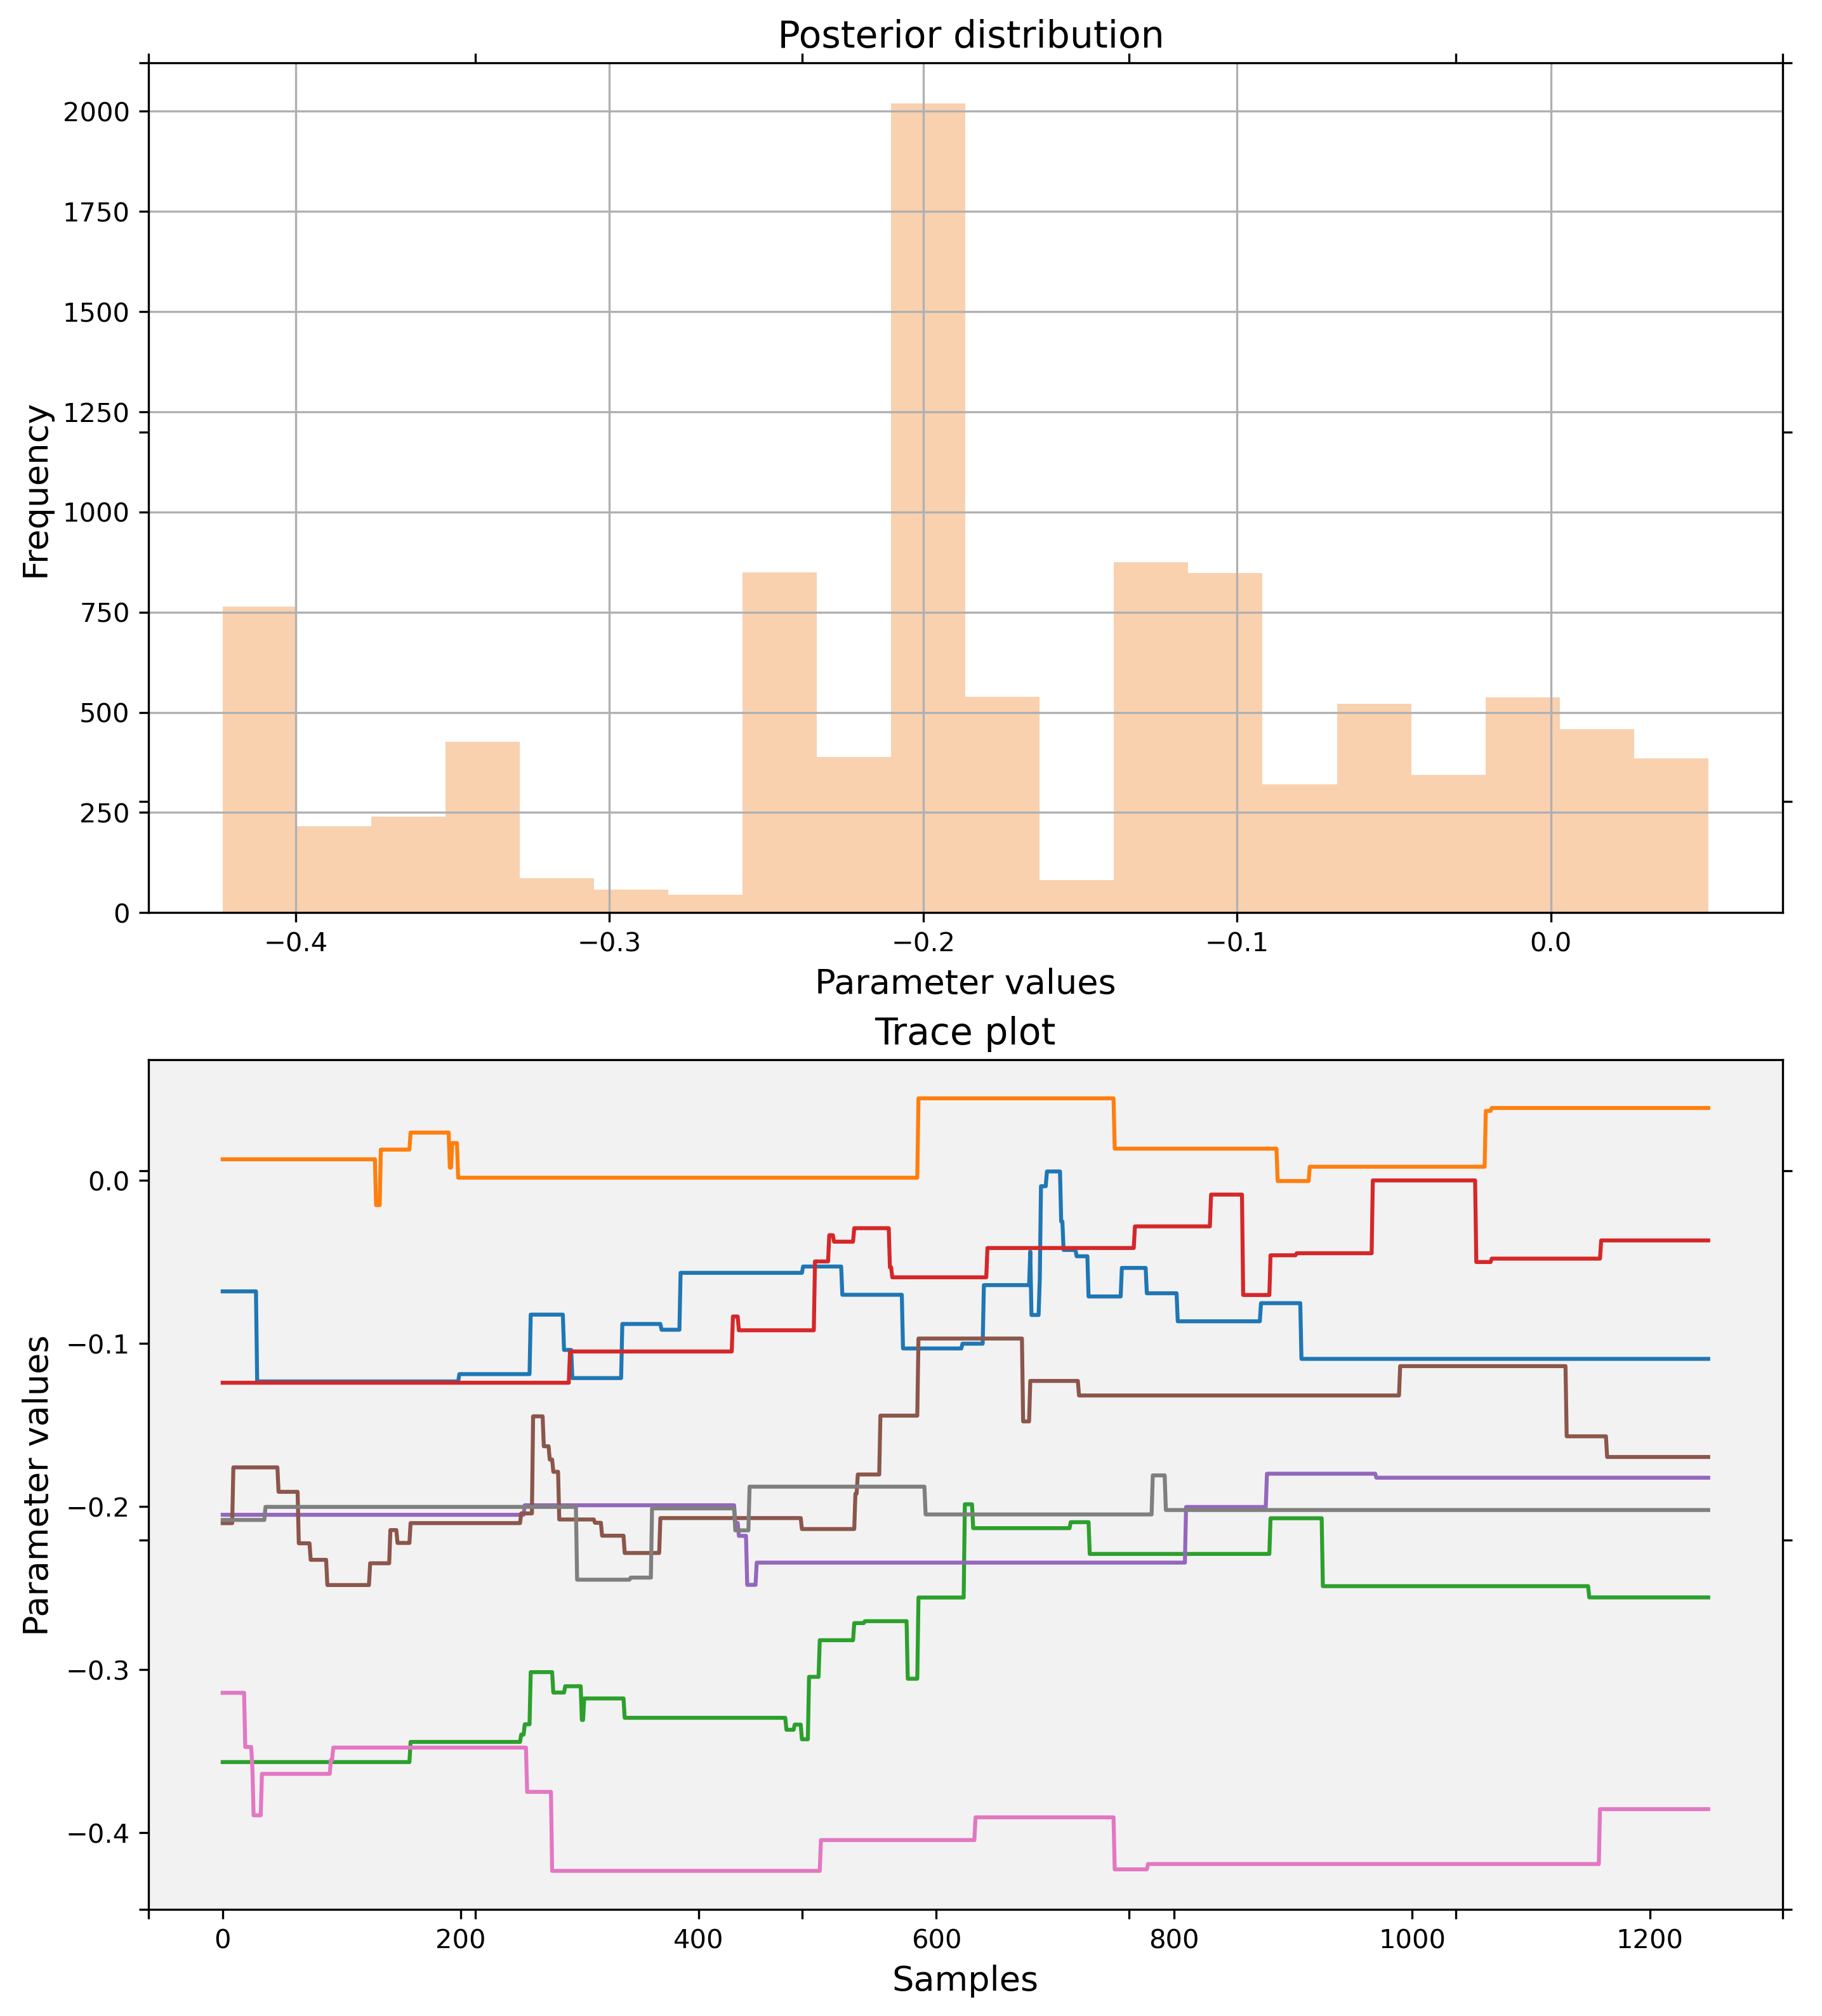 Posterior distribution
2000
1750
1500
1250
1000
750
500
250
0
Frequency
−0.4 −0.3 −0.2 −0.1 0.0
Parameter values
Trace plot
0.0
−0.1
−0.2
−0.3
−0.4
Parameter values
0 200 400 600 800 1000 1200
Samples